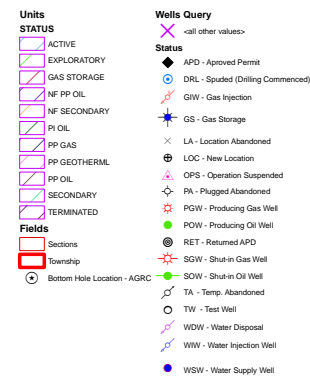 Units
STATUS
ACTIVE
EXPLORATORY
GAS STORAGE
NF PP OIL
NF SECONDARY
PI OIL
PP GAS
PP GEOTHERML
PP OIL
SECONDARY
TERMINATED
Fields
Sections
Township
Bottom Hole Location - AGRC
Wells Query
<all other values>
Status
APD - Aproved Permit
DRL - Spuded (Drilling Commenced)
GIW - Gas Injection
GS - Gas Storage
LA - Location Abandoned
LOC - New Location
OPS - Operation Suspended
PA - Plugged Abandoned
PGW - Producing Gas Well
POW - Producing Oil Well
RET - Returned APD
SGW - Shut-in Gas Well
SOW - Shut-in Oil Well
TA - Temp. Abandoned
TW - Test Well
WDW - Water Disposal
WIW - Water Injection Well
WSW - Water Supply Well